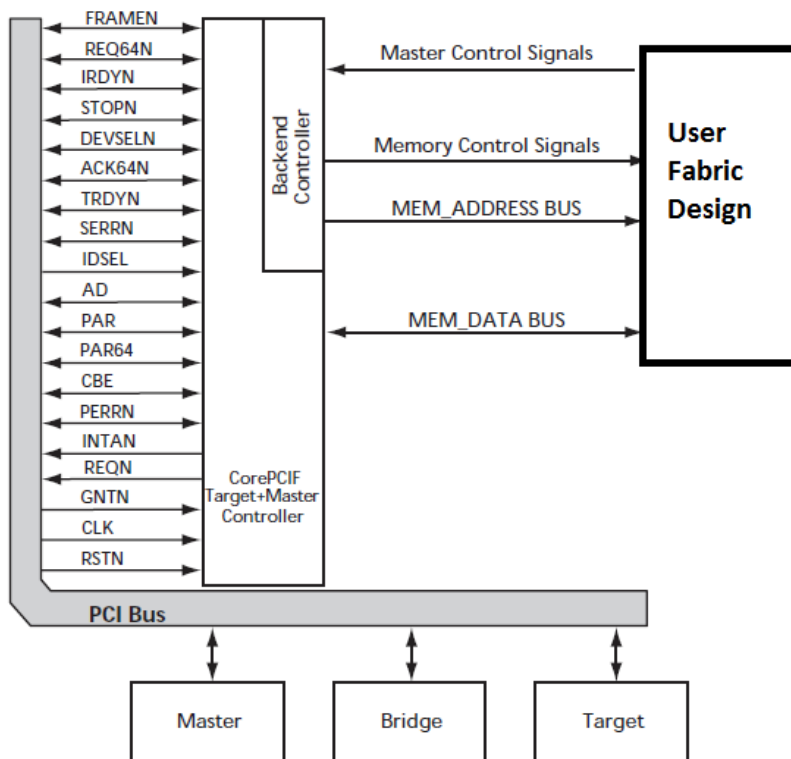 FRAMEN
REQ64N
IRDYN
STOPN
DEVSELN
ACK64N
TRDYN
SERRN
IDSEL
AD
PAR
PAR64
CBE
PERRN
INTAN
REQN
GNTN
CLK
RSTN
Backend
Controller
CorePCIF
Target+Master
Controller
Master Control Signals
Memory Control Signals
MEM_ADDRESS BUS
MEM_DATA BUS
User
Fabric
Design
PCI Bus
Master
Bridge
Target